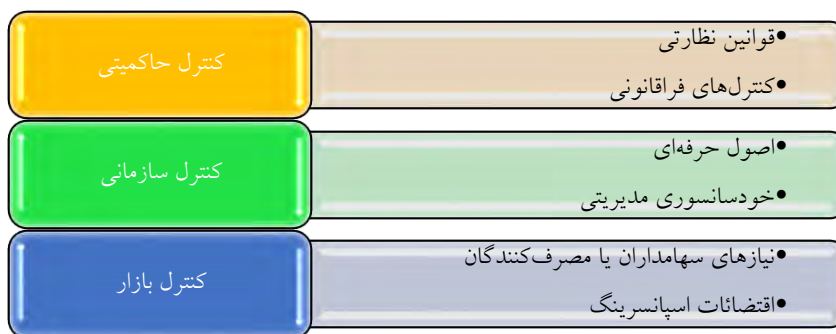 کنترل حاکمیتی
•قوانین نظارتی
•کنترل‌های فراقانونی
کنترل سازمانی
•اصول حرفه‌ای
•خودسانسوری مدیریتی
کنترل بازار
•نیازهای سهامداران یا مصرف‌کنندگان
•اقتضائات اسپانسرینگ